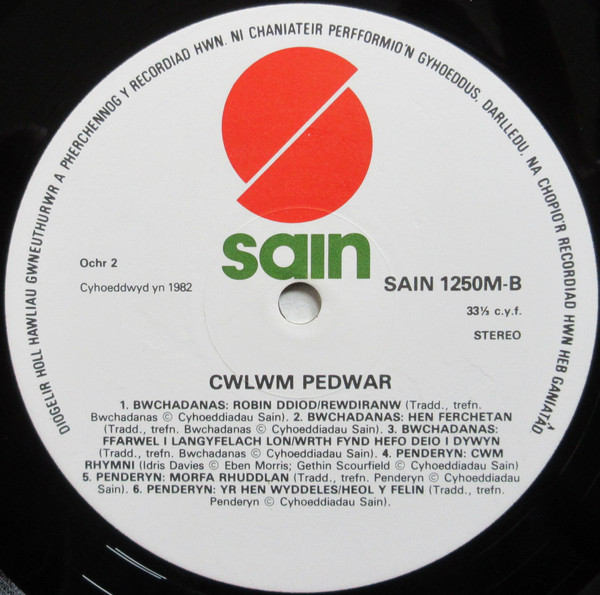 DIOGELIR HOLL HAWLIAU GWNEUTHURWR A PHERCHENNOG Y RECORDIAD HWN. NI CHANIATEIR PERFFORMIO'N GYHOEDDUS, DARLLEDU, NA CHOPIO'R RECORDIAD HWN HEB GANIATÂD
sain
Ochr 2
Cyhoeddwyd yn 1982
SAIN 1250M-B
33⅓ c.y.f.
STEREO
CWLWM PEDWAR
1. BWCHADANAS: ROBIN DDIOD/REWDIRANW (Tradd., trefn.
Bwchadanas © Cyhoeddiadau Sain). 2. BWCHADANAS: HEN FERCHETAN
(Tradd., trefn. Bwchadanas © Cyhoeddiadau Sain). 3. BWCHADANAS:
FFARWEL I LANGYFELACH LON/WRTH FYND HEFO DEIO I DYWYN
(Tradd., trefn. Bwchadanas © Cyhoeddiadau Sain). 4. PENDERYN: CWM
RHYMNI (Idris Davies © Eben Morris; Gethin Scourfield © Cyhoeddiadau Sain)
5. PENDERYN: MORFA RHUDDLAN (Tradd., trefn. Penderyn © Cyhoeddiadau
Sain). 6. PENDERYN: YR HEN WYDDELES/HEOL Y FELIN (Tradd., trefn.
Penderyn © Cyhoeddiadau Sain).